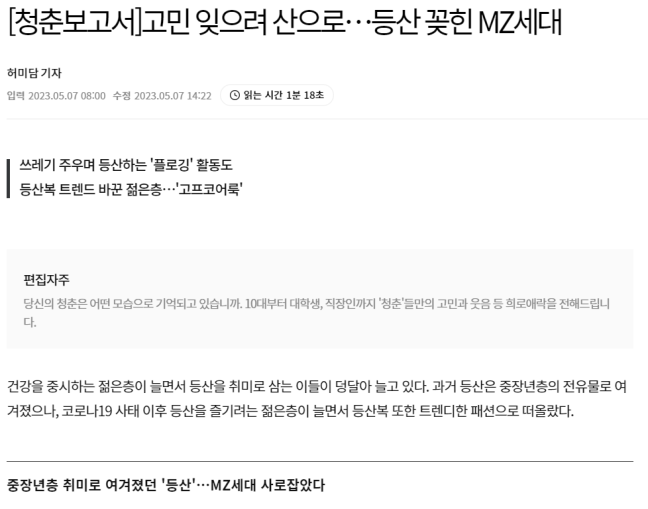 [청춘보고서]고민 잊으려 산으로…등산 꽂힌 MZ세대
허미담 기자
입력 2023.05.07 08:00 수정 2023.05.07 14:22 읽는 시간 1분 18초
쓰레기 주우며 등산하는 '플로깅' 활동도
등산복 트렌드 바꾼 젊은층…'고프코어룩'
편집자주
당신의 청춘은 어떤 모습으로 기억되고 있습니까. 10대부터 대학생, 직장인까지 '청춘'들만의 고민과 웃음 등 희로애락을 전해드립니
다.
건강을 중시하는 젊은층이 늘면서 등산을 취미로 삼는 이들이 덩달아 늘고 있다. 과거 등산은 중장년층의 전유물로 여
겨졌으나, 코로나19 사태 이후 등산을 즐기려는 젊은층이 늘면서 등산복 또한 트렌디한 패션으로 떠올랐다.
중장년층 취미로 여겨졌던 '등산'…MZ세대 사로잡았다